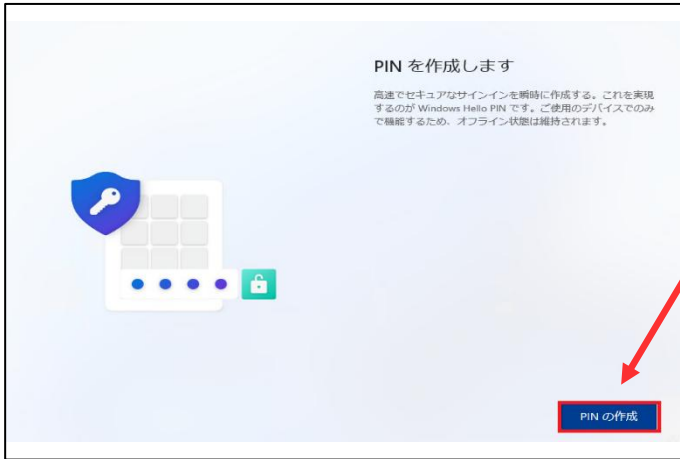 PIN を作成します
高速でセキュアなサインインを瞬時に作成する。これを実現
するのが Windows Hello PIN です。ご使用のデバイスでのみ
で機能するため、オフライン状態は維持されます。
PIN の作成